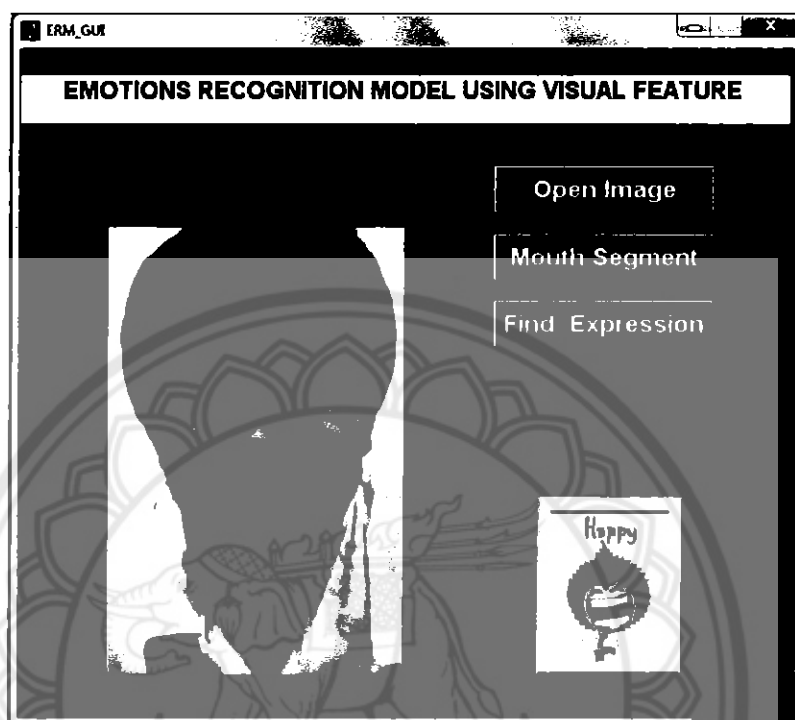 ERM_GUI
EMOTIONS RECOGNITION MODEL USING VISUAL FEATURE
Open Image
Mouth Segment
Find Expression
Happy